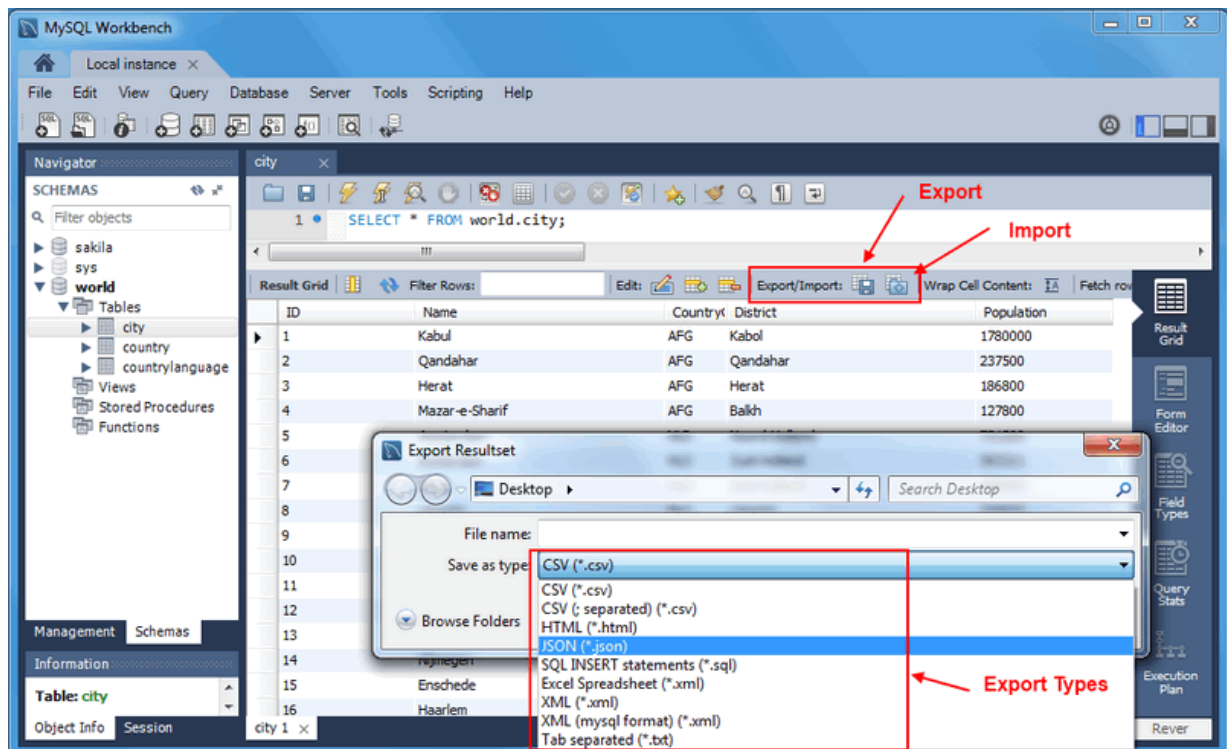 MySQL Workbench
Local instance
File Edit View Query Database Server Tools Scripting Help
Navigator
SCHEMAS
Filter objects
sakila
sys
world
Tables
city
country
countrylanguage
Views
Stored Procedures
Functions
Management Schemas
Information
Table: city
Object Info Session
city
1 SELECT * FROM world.city;
Export
Import
Result Grid Filter Rows: Edit: Export/Import: Wrap Cell Content: Fetch rov
ID Name Country( District Population
1 Kabul AFG Kabol 1780000
2 Qandahar AFG Qandahar 237500
3 Herat AFG Herat 186800
4 Mazar-e-Sharif AFG Balkh 127800
5
6
7
8
9
10
11
12
13
14 Nijmegen
15 Enschede
16 Haarlem
city 1
Export Resultset
Desktop
Search Desktop
File name:
Save as type: CSV (*.csv)
Browse Folders
CSV (*.csv)
CSV (; separated) (*.csv)
HTML (*.html)
JSON (*.json)
SQL INSERT statements (*.sql)
Excel Spreadsheet (*.xml)
XML (*.xml)
XML (mysql format) (*.xml)
Tab separated (*.txt)
Export Types
Result Grid
Form Editor
Field Types
Query Stats
Execution Plan
Rever